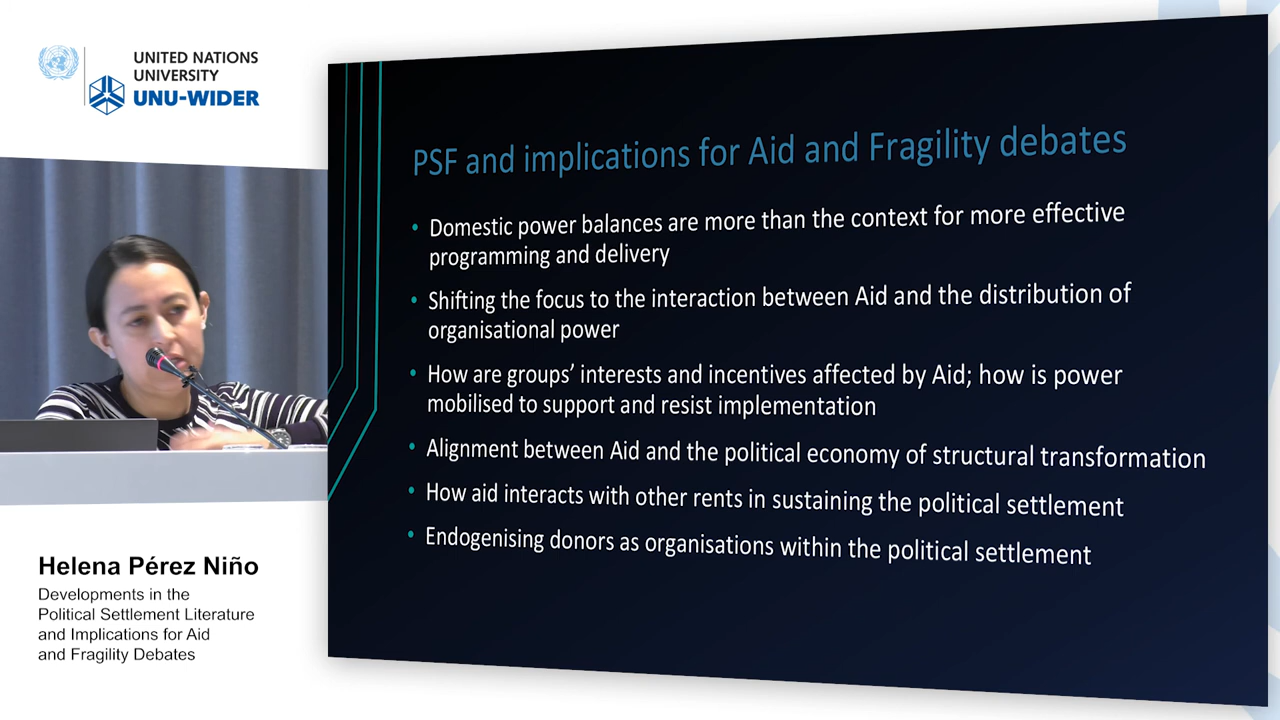 UNITED NATIONS
UNIVERSITY
UNU-WIDER
PSF and implications for Aid and Fragility debates
• Domestic power balances are more than the context for more effective
programming and delivery
• Shifting the focus to the interaction between Aid and the distribution of
organisational power
• How are groups’ interests and incentives affected by Aid; how is power
mobilised to support and resist implementation
• Alignment between Aid and the political economy of structural transformation
• How aid interacts with other rents in sustaining the political settlement
• Endogenising donors as organisations within the political settlement
Helena Pérez Niño
Developments in the
Political Settlement Literature
and Implications for Aid
and Fragility Debates